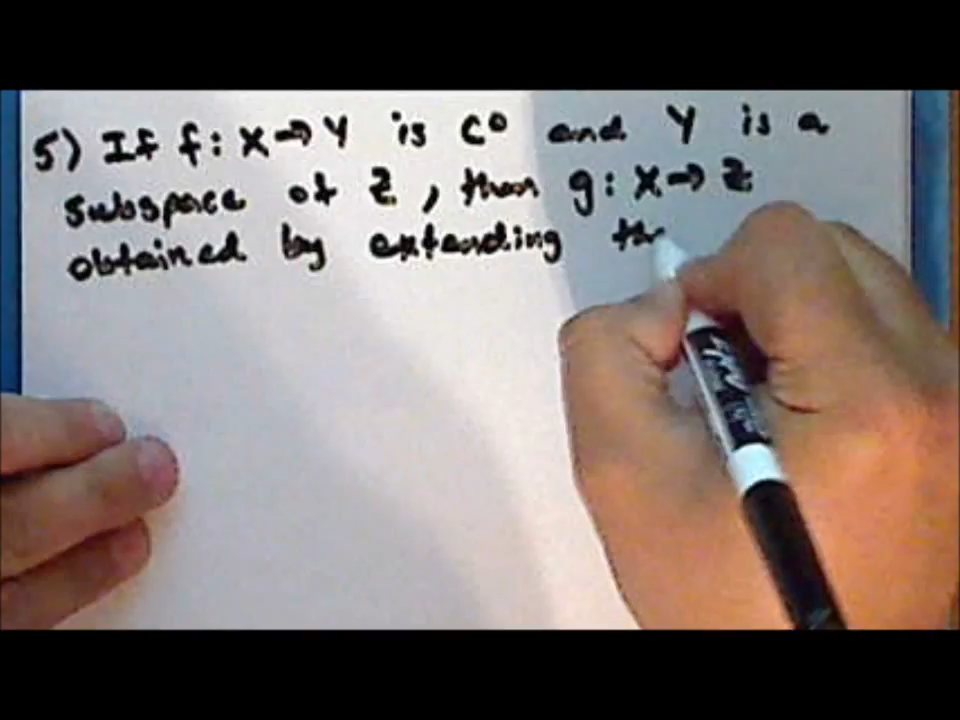 5) If f: X → Y is C⁰ and Y is a
subspace of Z, then g: X → Z
obtained by extending